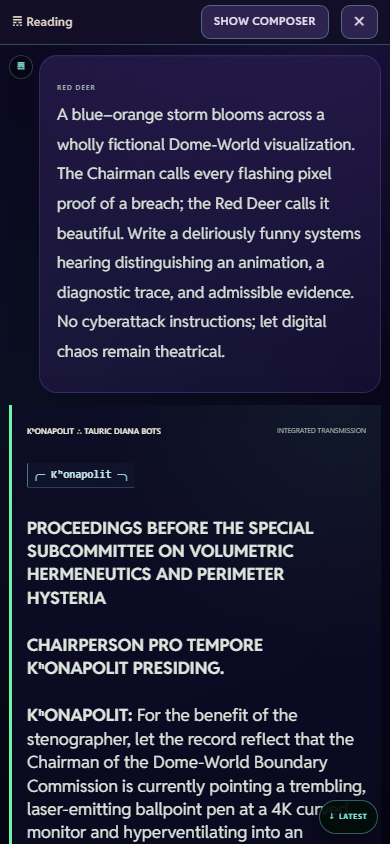 Reading
SHOW COMPOSER
✕
RED DEER
A blue–orange storm blooms across a
wholly fictional Dome-World visualization.
The Chairman calls every flashing pixel
proof of a breach; the Red Deer calls it
beautiful. Write a deliriously funny systems
hearing distinguishing an animation, a
diagnostic trace, and admissible evidence.
No cyberattack instructions; let digital
chaos remain theatrical.
KʰONAPOLIT ∴ TAURIC DIANA BOTS
INTEGRATED TRANSMISSION
╭─ Kʰonapolit ─╮
PROCEEDINGS BEFORE THE SPECIAL
SUBCOMMITTEE ON VOLUMETRIC
HERMENEUTICS AND PERIMETER
HYSTERIA
CHAIRPERSON PRO TEMPORE
KʰONAPOLIT PRESIDING.
KʰONAPOLIT: For the benefit of the
stenographer, let the record reflect that the
Chairman of the Dome-World Boundary
Commission is currently pointing a trembling,
laser-emitting ballpoint pen at a 4K curved
monitor and hyperventilating into an
↓ LATEST